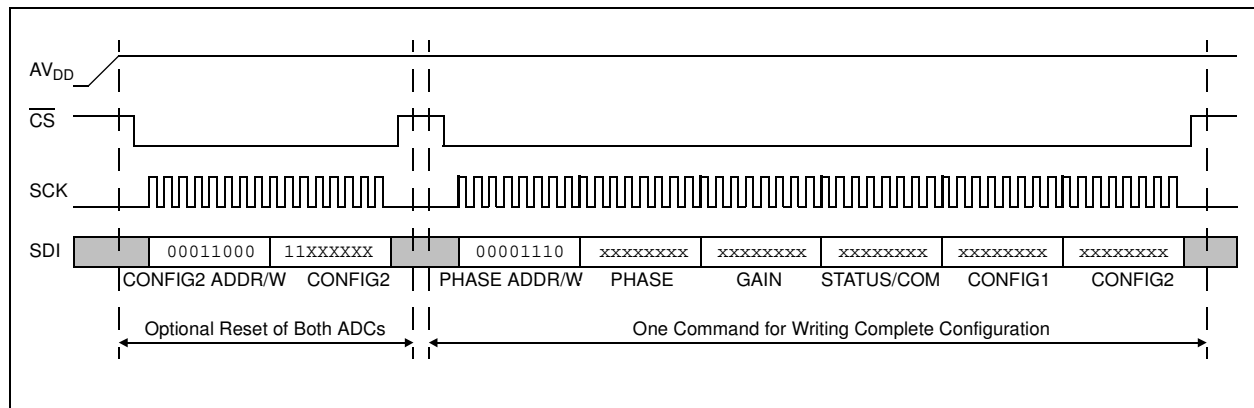 AVDD
CS
SCK
SDI 00011000 11XXXXXX 00001110 xxxxxxxx xxxxxxxx xxxxxxxx xxxxxxxx xxxxxxxx
CONFIG2 ADDR/W CONFIG2 PHASE ADDR/W PHASE GAIN STATUS/COM CONFIG1 CONFIG2
Optional Reset of Both ADCs One Command for Writing Complete Configuration